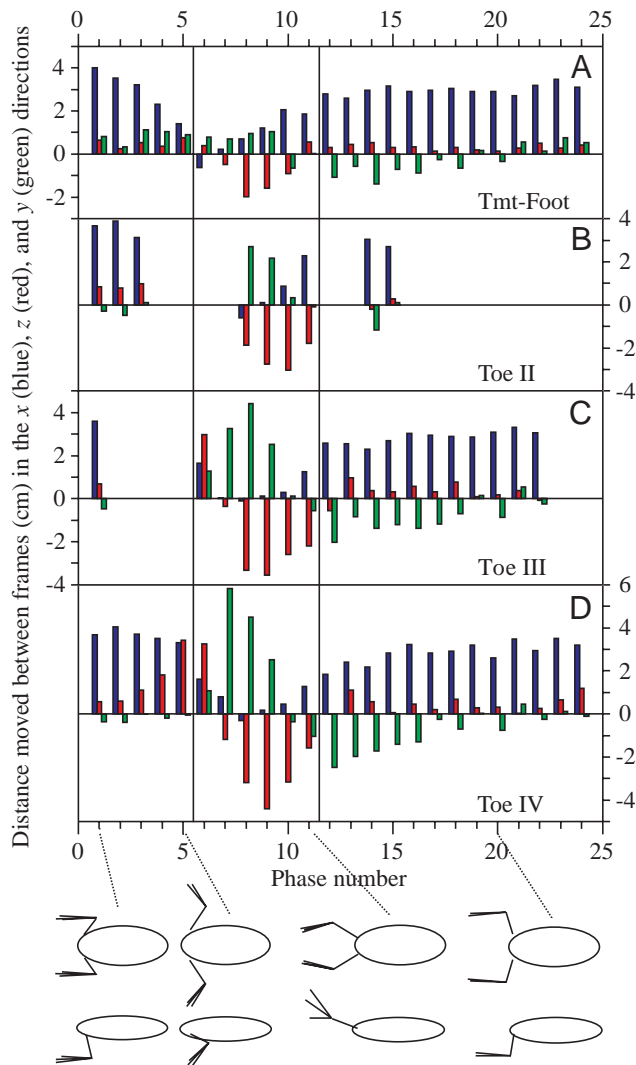 0 5 10 15 20 25
Distance moved between frames (cm) in the x (blue), z (red), and y (green) directions
4
2
0
-2
A
Tmt-Foot
B
0
-2
-4
Toe II
4
2
0
-2
-4
C
Toe III
D
6
4
2
0
-2
-4
Toe IV
0 5 10 15 20 25
Phase number